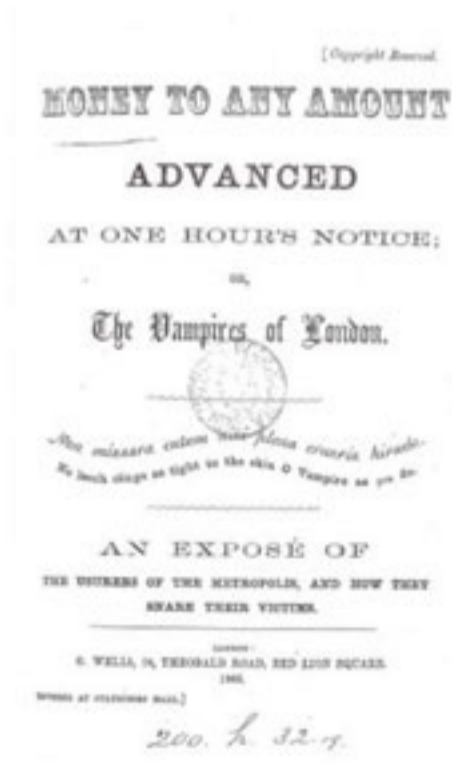 [Copyright Reserved.
MONEY TO ANY AMOUNT
ADVANCED
AT ONE HOUR'S NOTICE;
OR,
The Vampires of London.
missura cutem plena cruoris hirudo.
No leech clings so tight to the skin O Vampire as you do.
AN EXPOSÉ OF
THE USURERS OF THE METROPOLIS, AND HOW THEY
SNARE THEIR VICTIMS.
LONDON:
G. WELLS, THEOBALD ROAD, RED LION SQUARE.
AT STATIONERS HALL.]
200. h. 32